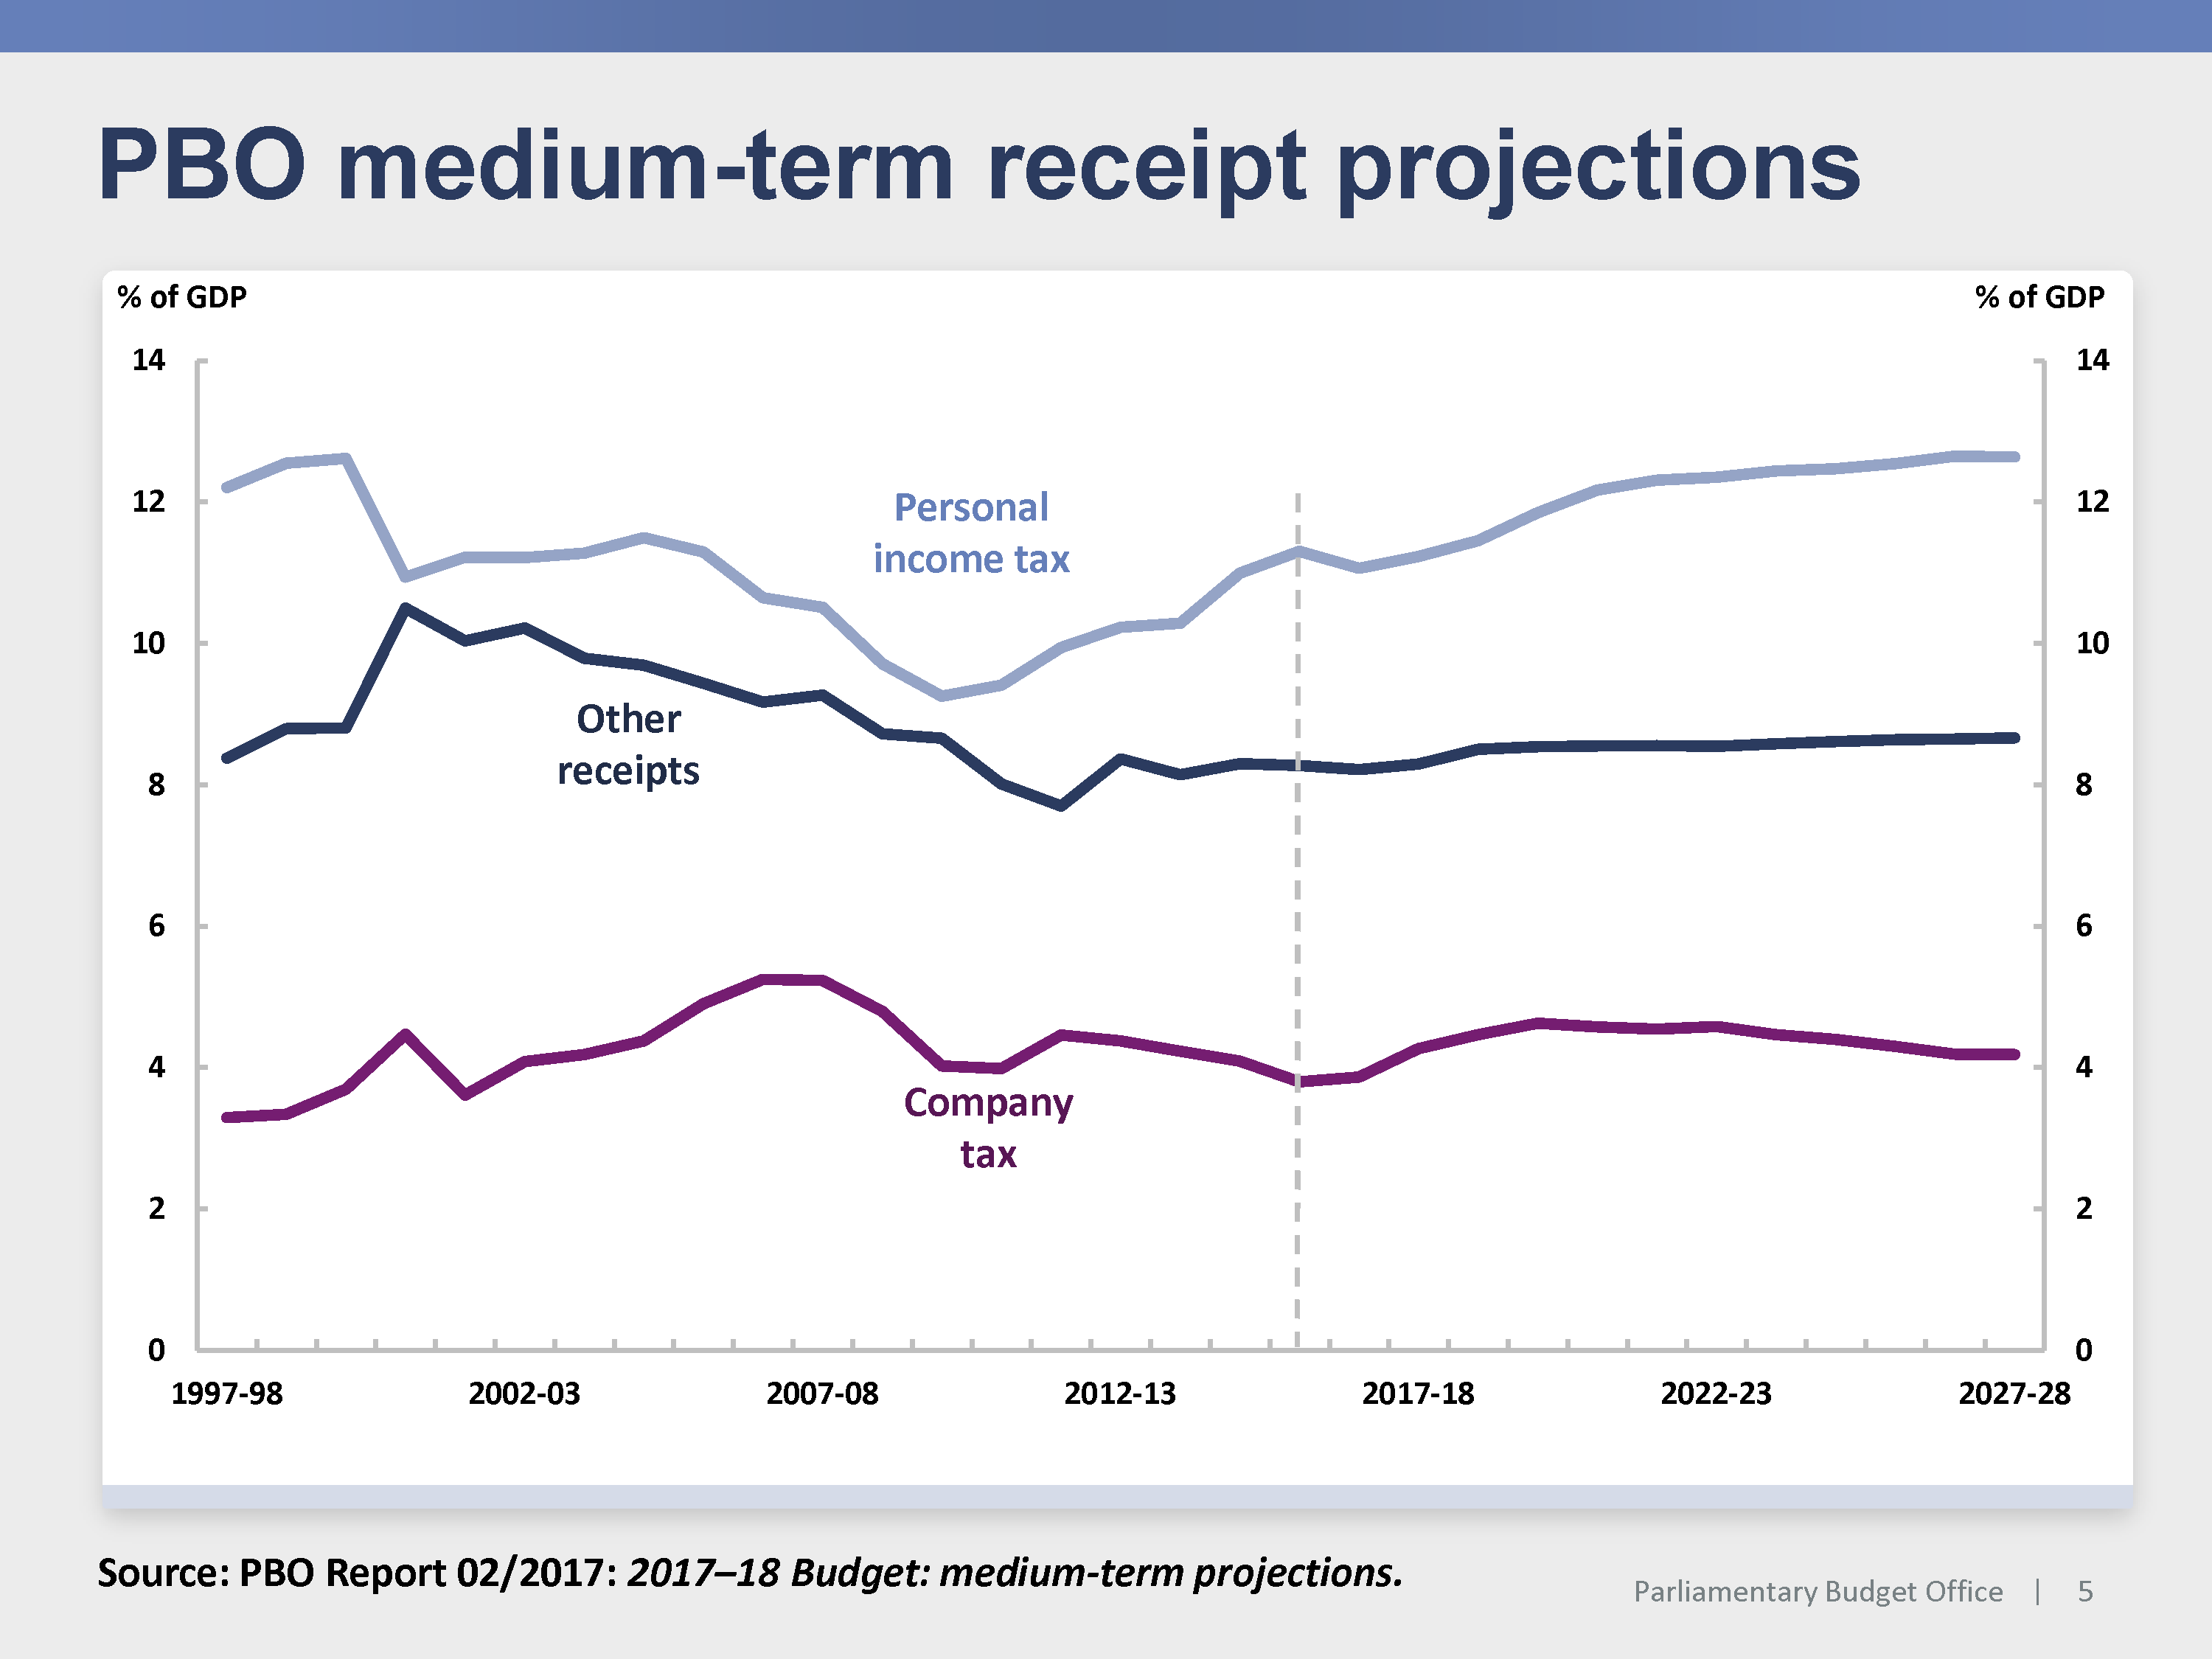 PBO medium-term receipt projections
% of GDP
% of GDP
14
14
12
12
10
10
8
8
6
6
4
4
2
2
0
0
Personal
income tax
Other
receipts
Company
tax
1997-98
2002-03
2007-08
2012-13
2017-18
2022-23
2027-28
Source: PBO Report 02/2017: 2017–18 Budget: medium-term projections.
Parliamentary Budget Office | 5